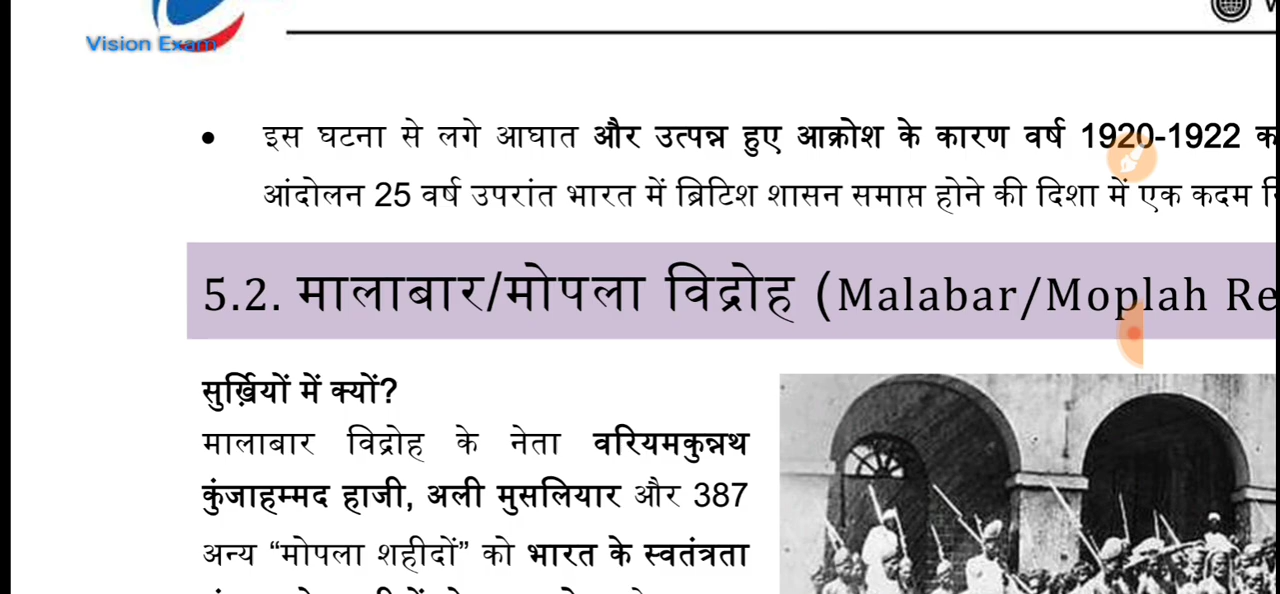 Vision Exam
• इस घटना से लगे आघात और उत्पन्न हुए आक्रोश के कारण वर्ष 1920-1922
आंदोलन 25 वर्ष उपरांत भारत में ब्रिटिश शासन समाप्त होने की दिशा में एक कदम
5.2. मालाबार/मोपला विद्रोह (Malabar/Moplah Re
सुर्ख़ियों में क्यों?
मालाबार विद्रोह के नेता वरियमकुन्नथ
कुंजाहम्मद हाजी, अली मुसलियार और 387
अन्य “मोपला शहीदों” को भारत के स्वतंत्रता